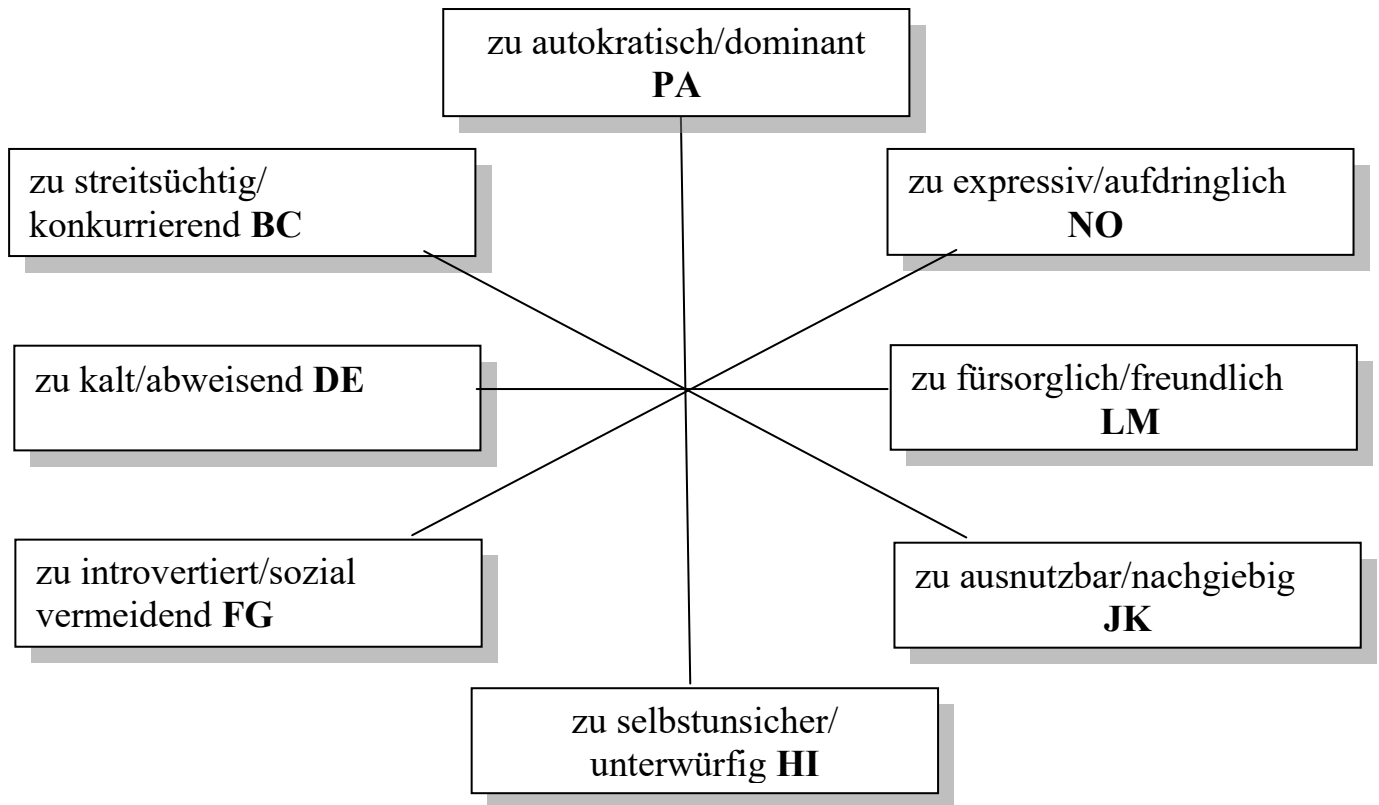 zu autokratisch/dominant
PA
zu streitsüchtig/
konkurrierend BC
zu expressiv/aufdringlich
NO
zu kalt/abweisend DE
zu fürsorglich/freundlich
LM
zu introvertiert/sozial
vermeidend FG
zu ausnutzbar/nachgiebig
JK
zu selbstunsicher/
unterwürfig HI